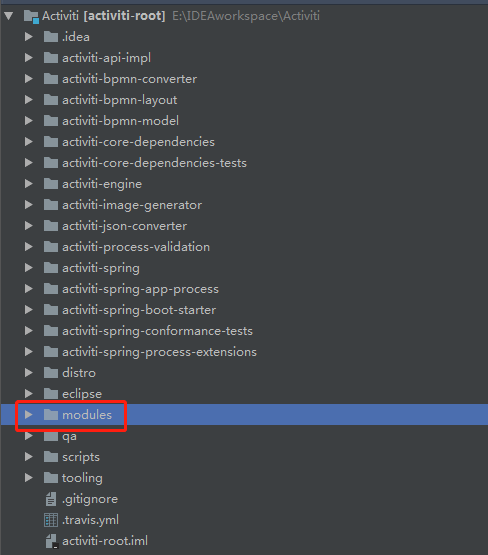 Activiti [activiti-root] E:\IDEAworkspace\Activiti
.idea
activiti-api-impl
activiti-bpmn-converter
activiti-bpmn-layout
activiti-bpmn-model
activiti-core-dependencies
activiti-core-dependencies-tests
activiti-engine
activiti-image-generator
activiti-json-converter
activiti-process-validation
activiti-spring
activiti-spring-app-process
activiti-spring-boot-starter
activiti-spring-conformance-tests
activiti-spring-process-extensions
distro
eclipse
modules
qa
scripts
tooling
.gitignore
.travis.yml
activiti-root.iml